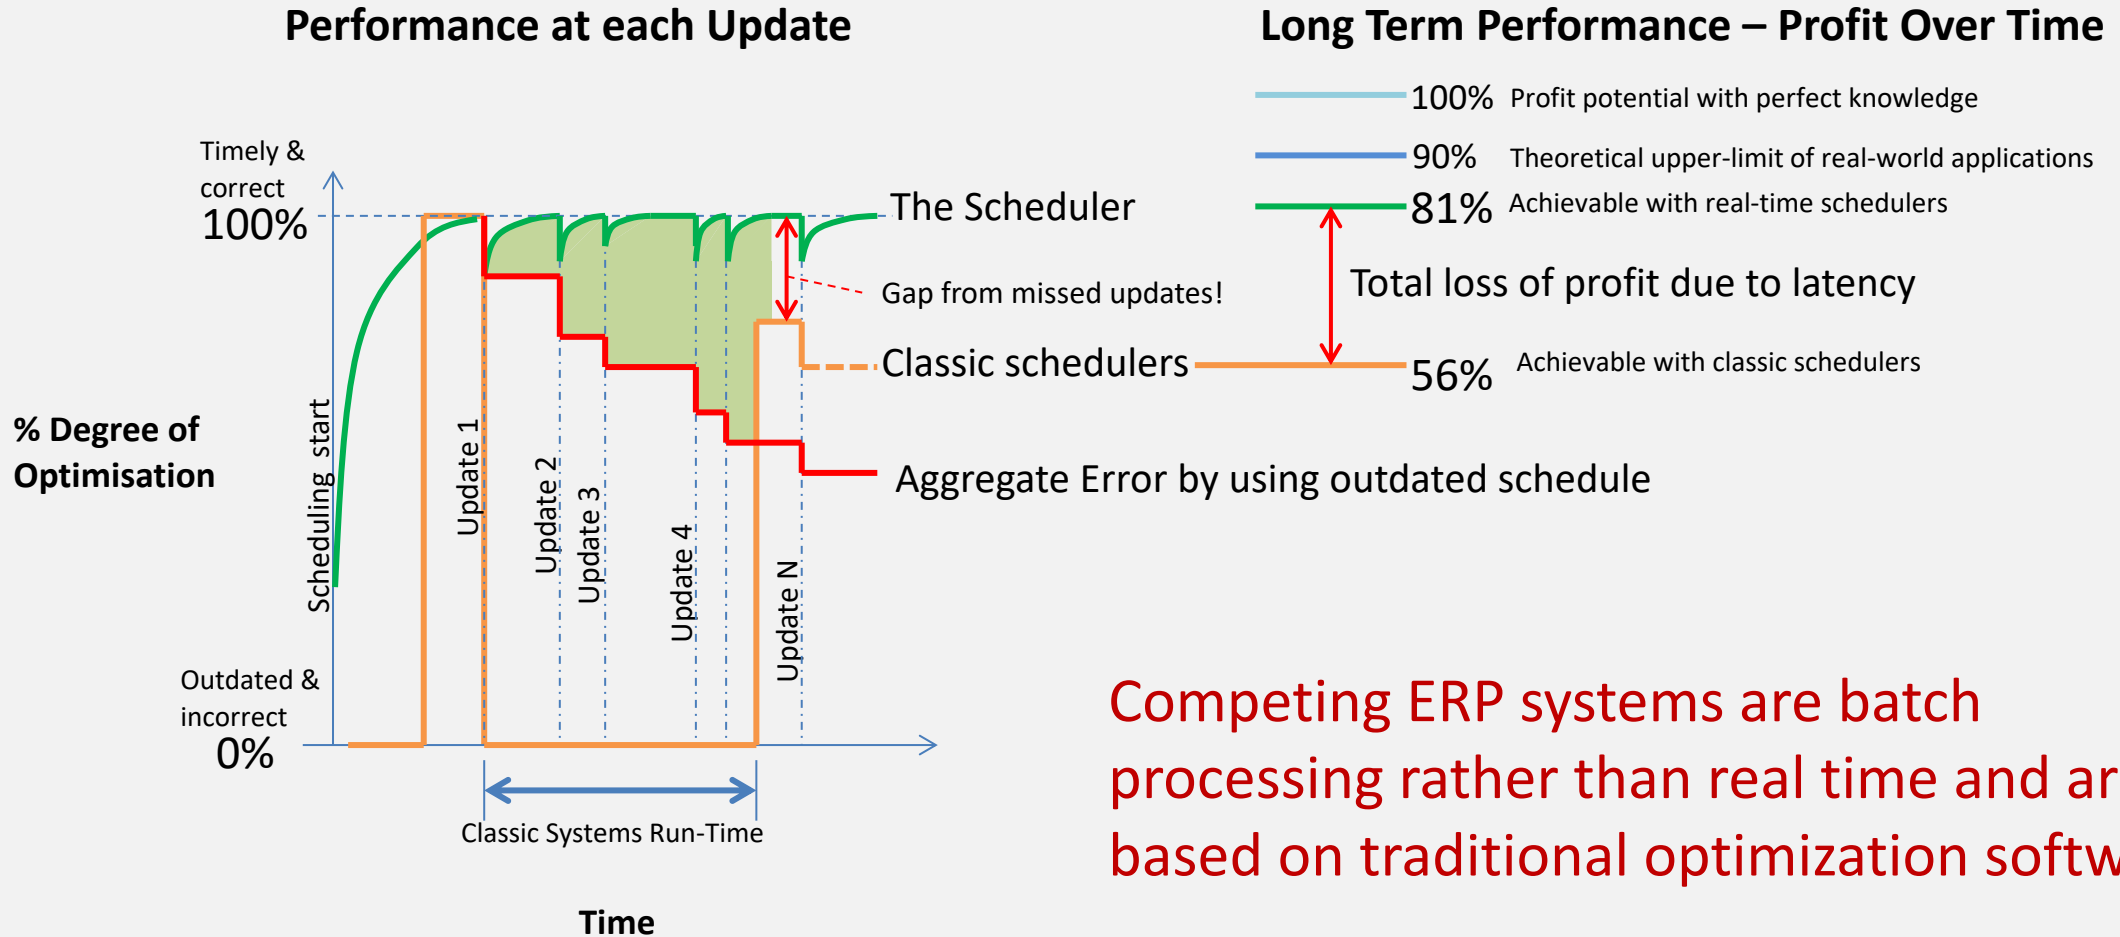 Performance at each Update
Long Term Performance – Profit Over Time
100% Profit potential with perfect knowledge
90% Theoretical upper-limit of real-world applications
81% Achievable with real-time schedulers
Total loss of profit due to latency
56% Achievable with classic schedulers
Timely &
correct
100%
The Scheduler
Gap from missed updates!
Classic schedulers
Aggregate Error by using outdated schedule
% Degree of
Optimisation
Scheduling start
Update 1
Update 2
Update 3
Update 4
Update N
Outdated &
incorrect
0%
Classic Systems Run-Time
Time
Competing ERP systems are batch
processing rather than real time and ar
based on traditional optimization softw